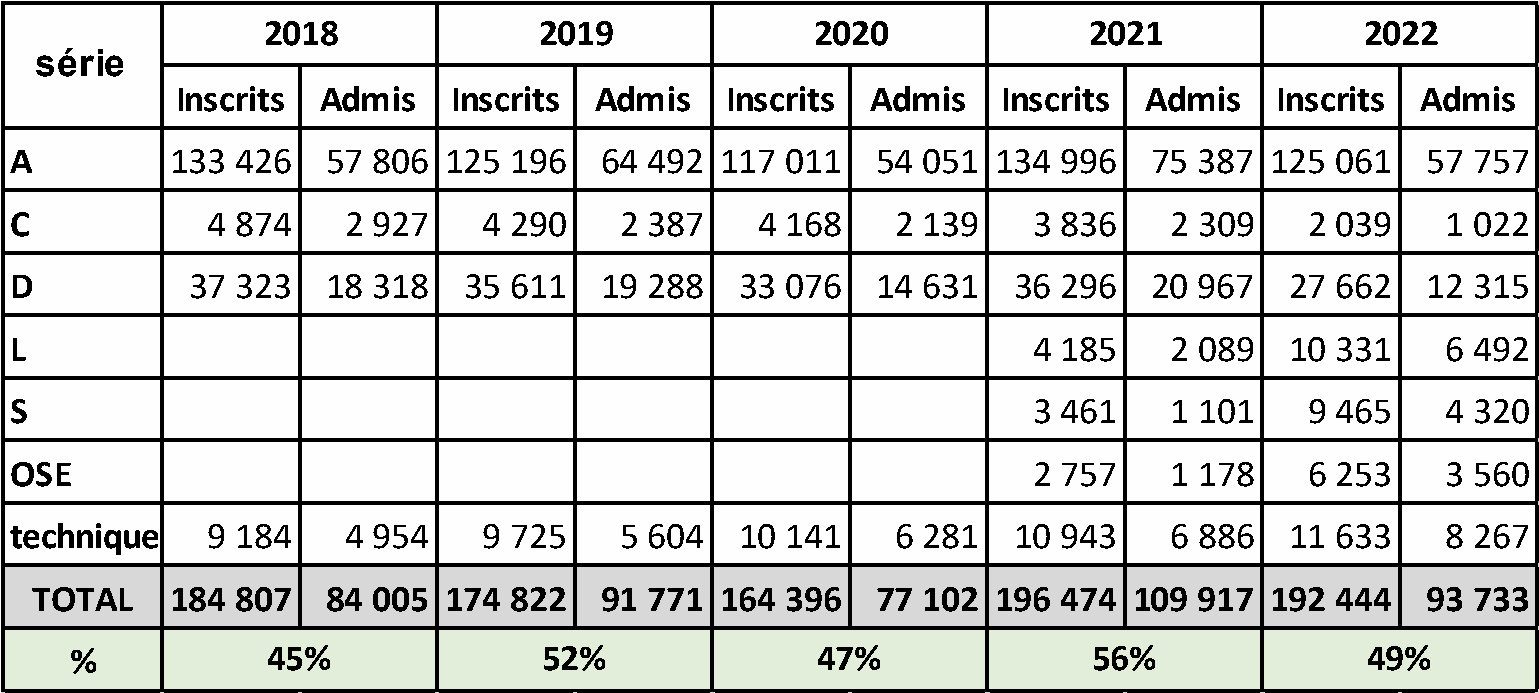 série 2018 2019 2020 2021 2022
Inscrits Admis Inscrits Admis Inscrits Admis Inscrits Admis Inscrits Admis
A 133 426 57 806 125 196 64 492 117 011 54 051 134 996 75 387 125 061 57 757
C 4 874 2 927 4 290 2 387 4 168 2 139 3 836 2 309 2 039 1 022
D 37 323 18 318 35 611 19 288 33 076 14 631 36 296 20 967 27 662 12 315
L 4 185 2 089 10 331 6 492
S 3 461 1 101 9 465 4 320
OSE 2 757 1 178 6 253 3 560
technique 9 184 4 954 9 725 5 604 10 141 6 281 10 943 6 886 11 633 8 267
TOTAL 184 807 84 005 174 822 91 771 164 396 77 102 196 474 109 917 192 444 93 733
% 45% 52% 47% 56% 49%